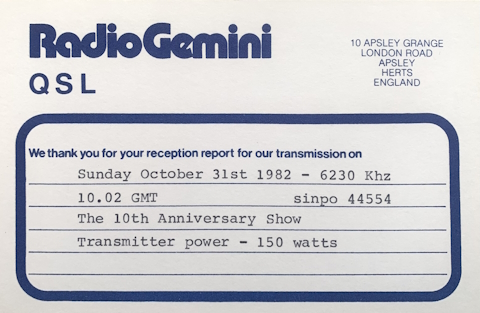 Radio Gemini
QSL
10 APSLEY GRANGE
LONDON ROAD
APSLEY
HERTS
ENGLAND
We thank you for your reception report for our transmission on
Sunday October 31st 1982 - 6230 Khz
10.02 GMT sinpo 44554
The 10th Anniversary Show
Transmitter power - 150 watts